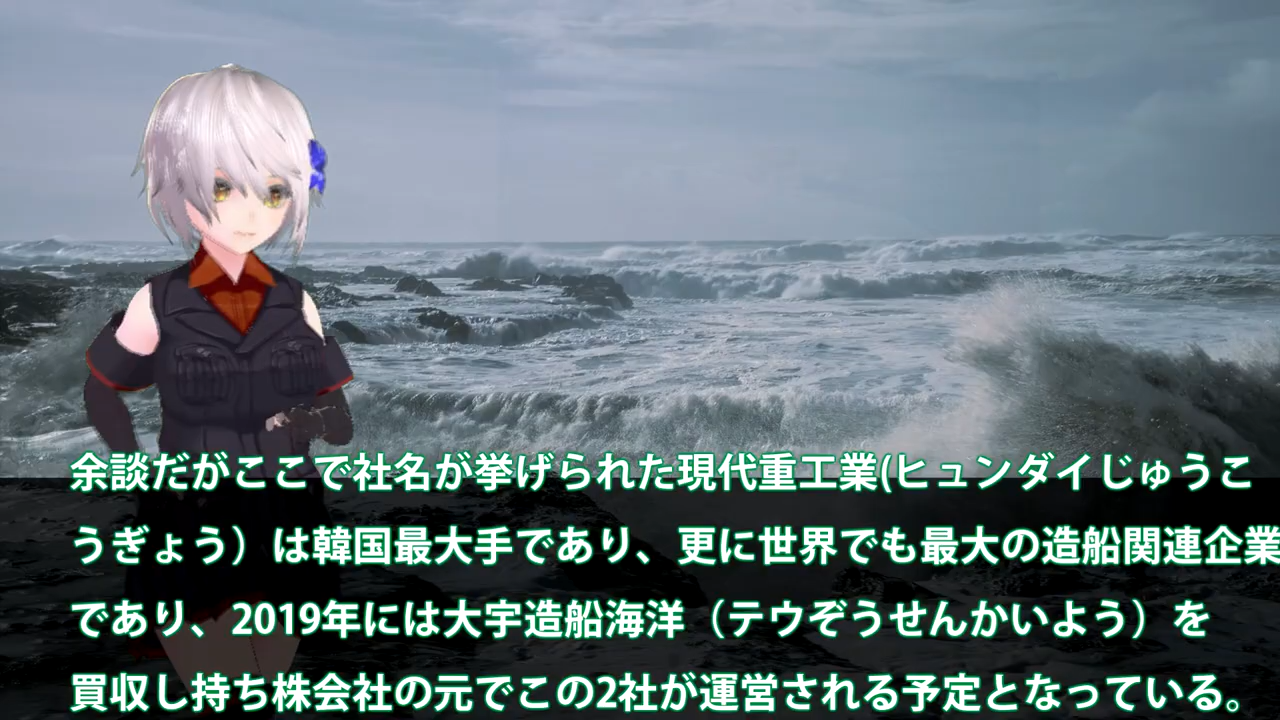 余談だがここで社名が挙げられた現代重工業(ヒュンダイじゅうこ
うぎょう）は韓国最大手であり、更に世界でも最大の造船関連企業
であり、2019年には大宇造船海洋（テウぞうせんかいよう）を
買収し持ち株会社の元でこの2社が運営される予定となっている。